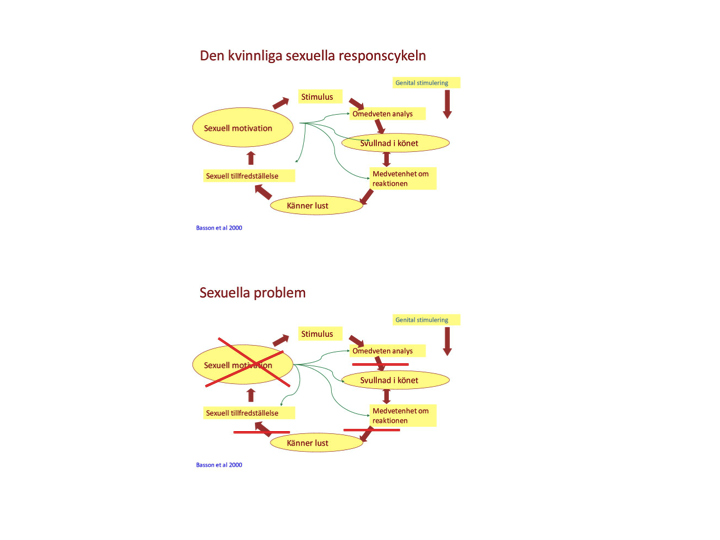 Den kvinnliga sexuella responscykeln
Genital stimulering
Stimulus
Omedveten analys
Sexuell motivation
Svullnad i könet
Sexuell tillfredställelse
Medvetenhet om
reaktionen
Känner lust
Basson et al 2000
Sexuella problem
Genital stimulering
Stimulus
Omedveten analys
Sexuell motivation
Svullnad i könet
Sexuell tillfredställelse
Medvetenhet om
reaktionen
Känner lust
Basson et al 2000